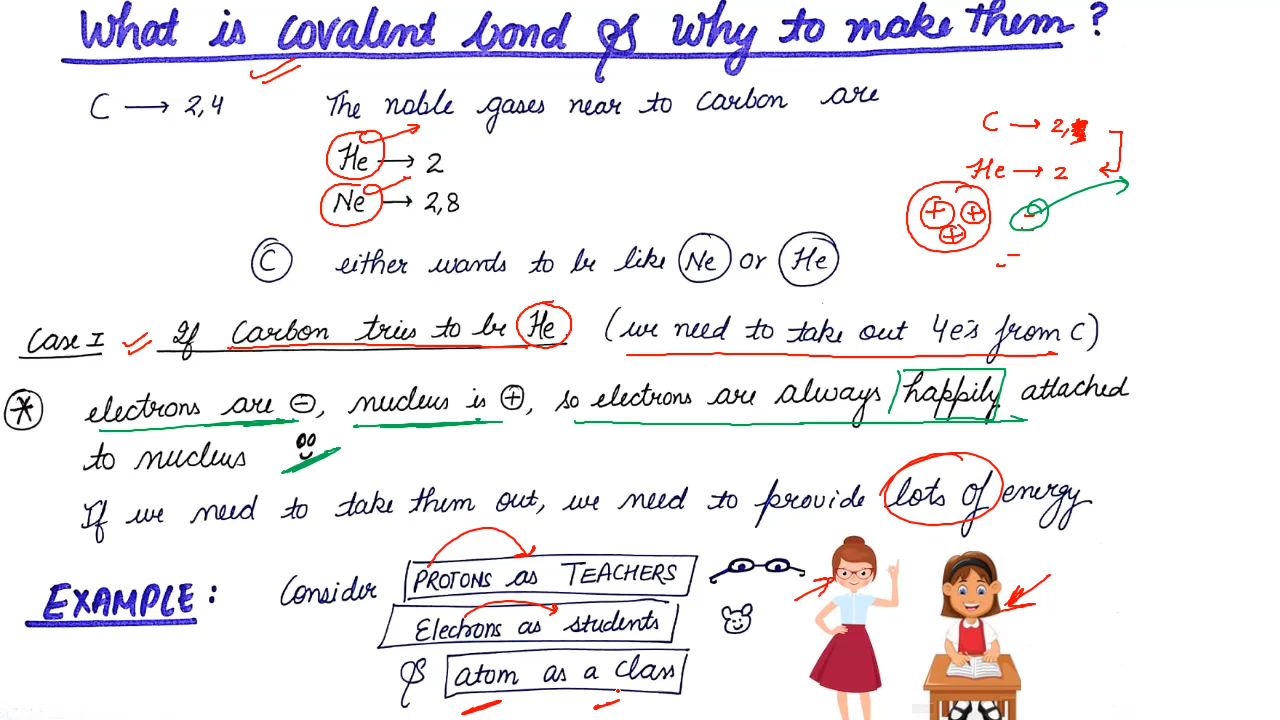 What is covalent bond & why to make them?
C → 2,4 The noble gases near to carbon are
He → 2
Ne → 2,8
C → 2,
He → 2
+ + - +
C either wants to be like Ne or He
Case I If carbon tries to be He (we need to take out 4e⁻s from C)
* electrons are ⊖, nucleus is ⊕, so electrons are always happily attached
to nucleus
If we need to take them out, we need to provide lots of energy
EXAMPLE: Consider PROTONS as TEACHERS
Electrons as students
& atom as a class